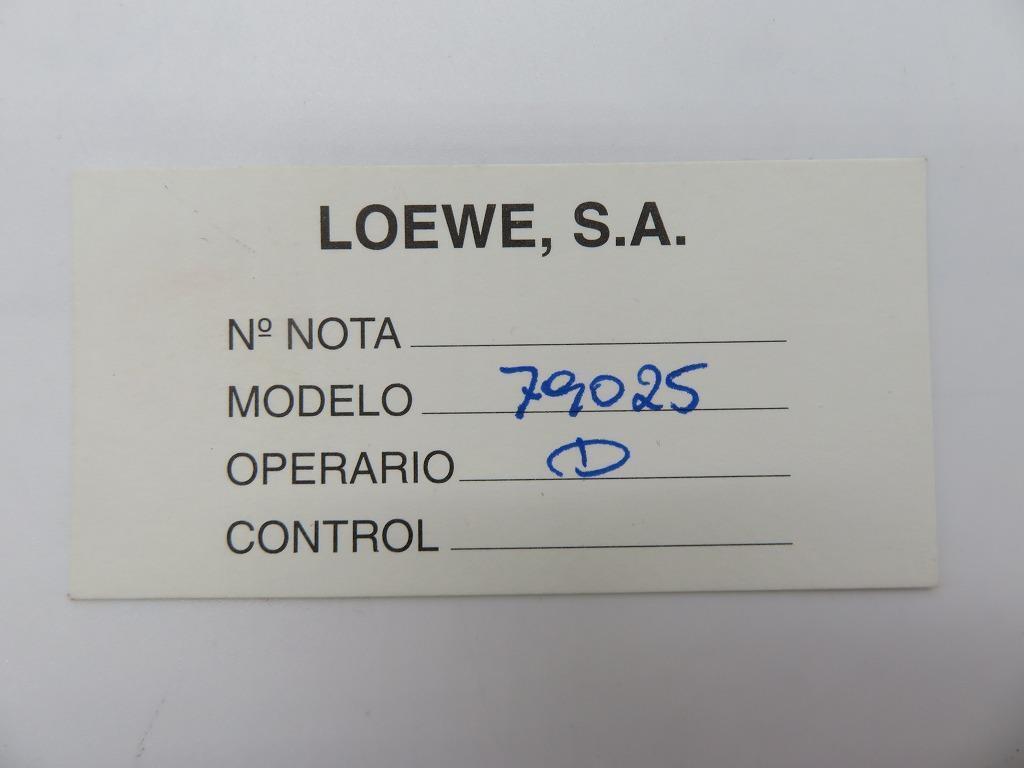 LOEWE, S.A.
Nº NOTA
MODELO 79025
OPERARIO D
CONTROL